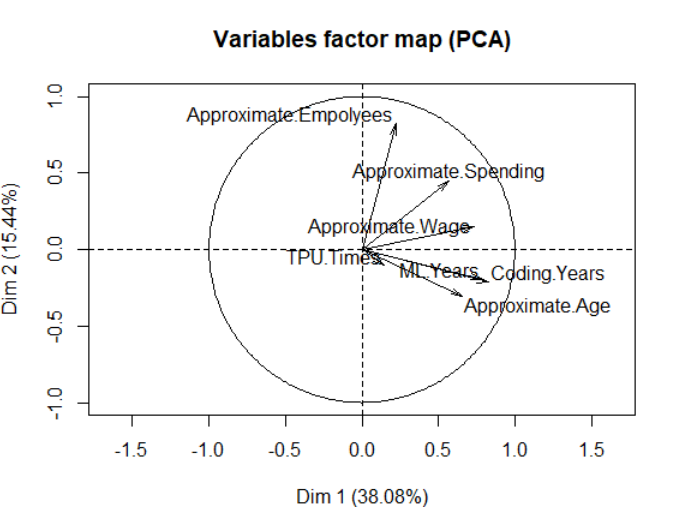 Variables factor map (PCA)
1.0
0.5
0.0
-0.5
-1.0
Dim 2 (15.44%)
Approximate.Empolyees
Approximate.Spending
Approximate.Wage
TPU.Times
ML.Years
Coding.Years
Approximate.Age
-1.5 -1.0 -0.5 0.0 0.5 1.0 1.5
Dim 1 (38.08%)